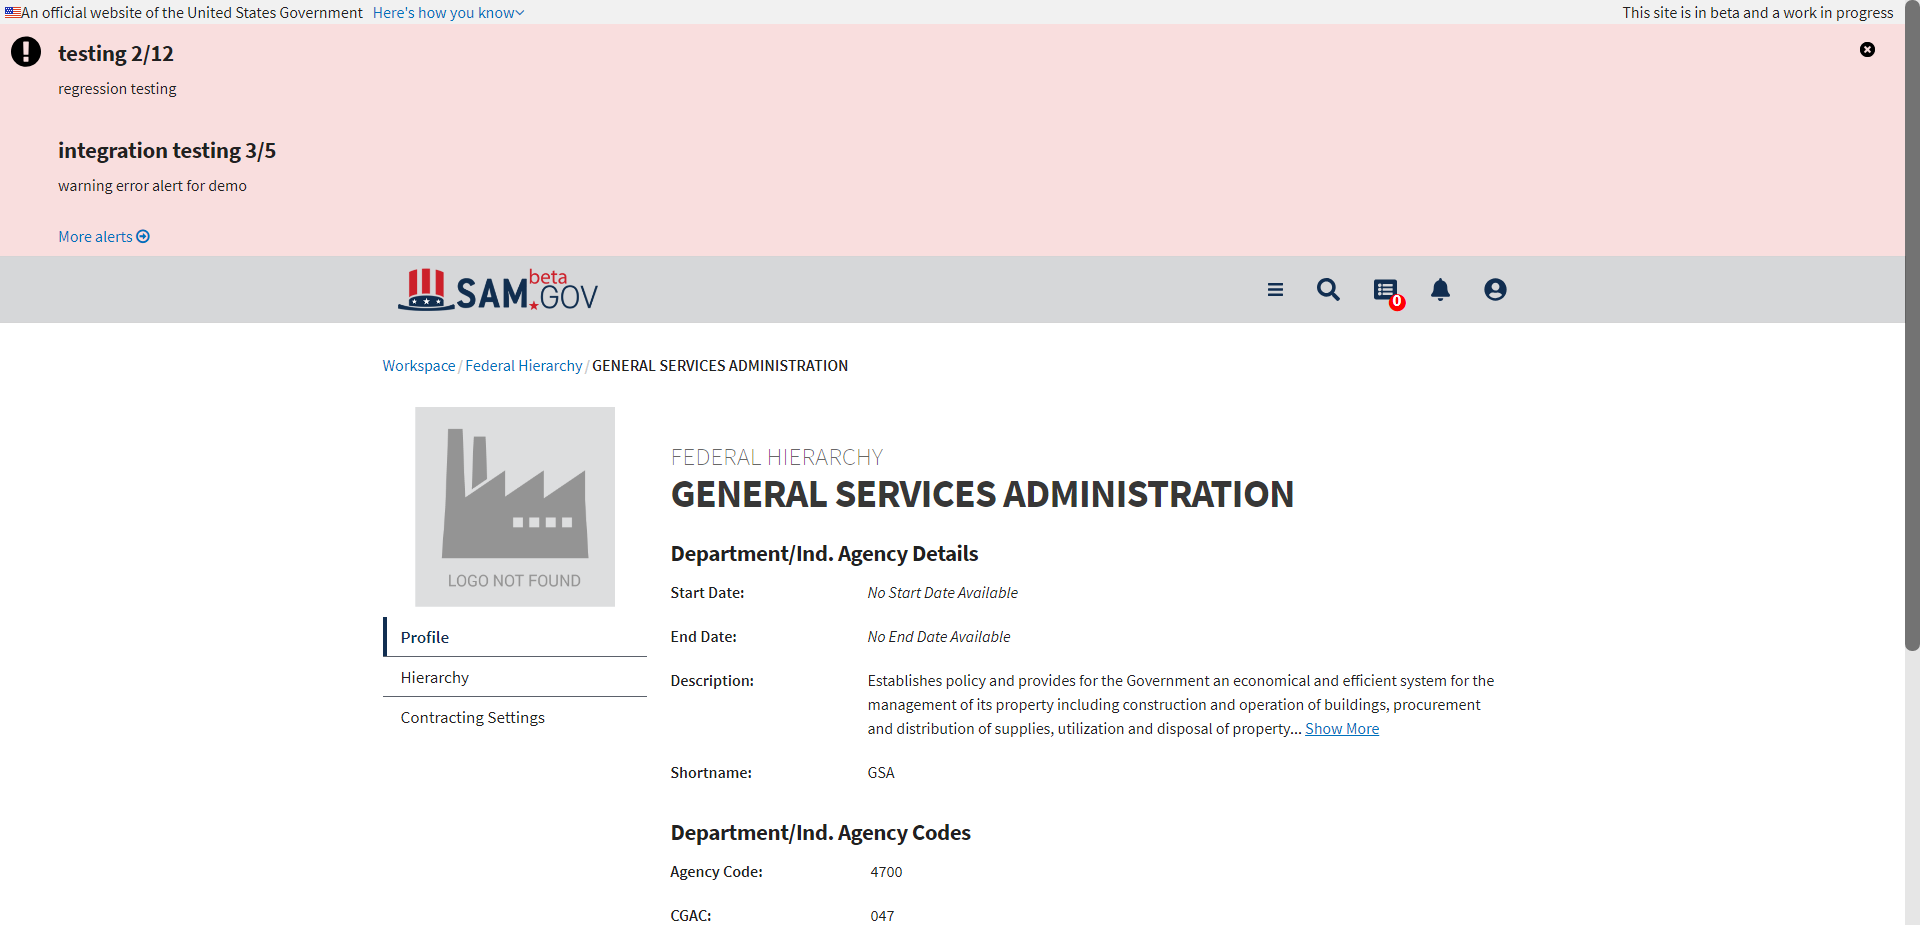 An official website of the United States Government Here's how you know
This site is in beta and a work in progress
testing 2/12
regression testing
integration testing 3/5
warning error alert for demo
More alerts
SAM.GOV beta
0
Workspace / Federal Hierarchy / GENERAL SERVICES ADMINISTRATION
LOGO NOT FOUND
Profile
Hierarchy
Contracting Settings
FEDERAL HIERARCHY
GENERAL SERVICES ADMINISTRATION
Department/Ind. Agency Details
Start Date: No Start Date Available
End Date: No End Date Available
Description: Establishes policy and provides for the Government an economical and efficient system for the
management of its property including construction and operation of buildings, procurement
and distribution of supplies, utilization and disposal of property... Show More
Shortname: GSA
Department/Ind. Agency Codes
Agency Code: 4700
CGAC: 047